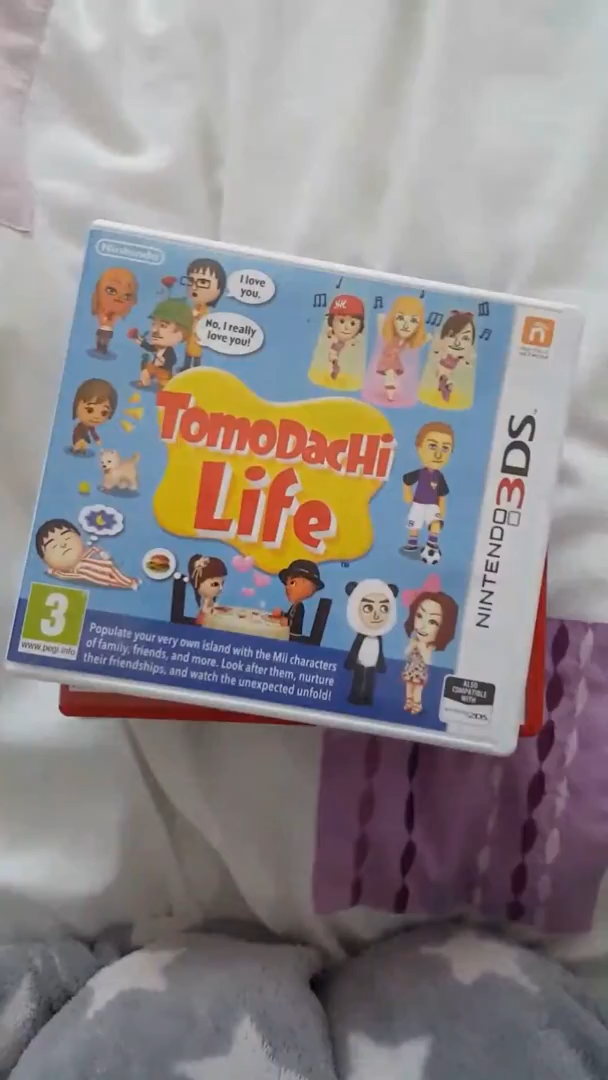 Nintendo
I love
you.
No, I really
love you!
TOMODACHI
Life
TM
3
www.pegi.info
Populate your very own island with the Mii characters
of family, friends, and more. Look after them, nurture
their friendships, and watch the unexpected unfold!
NINTENDO 3DS
TM
ALSO
COMPATIBLE
WITH